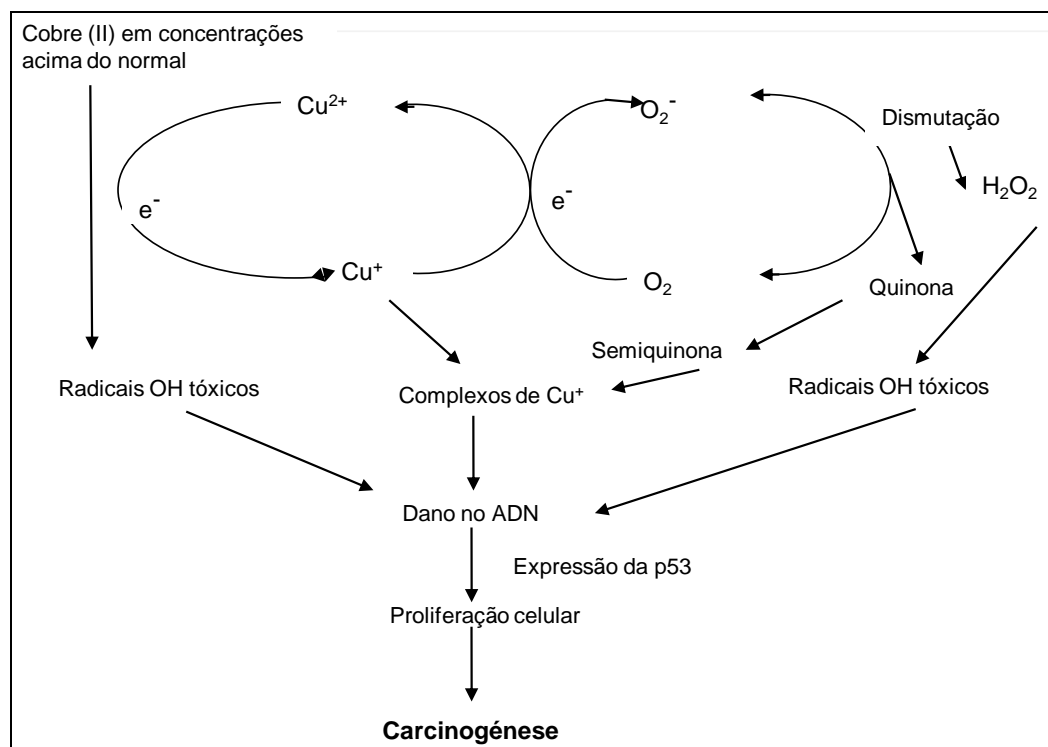 Cobre (II) em concentrações
acima do normal
Cu²⁺
O₂⁻
Dismutação
H₂O₂
e⁻
e⁻
Cu⁺
O₂
Quinona
Semiquinona
Radicais OH tóxicos
Complexos de Cu⁺
Radicais OH tóxicos
Dano no ADN
Expressão da p53
Proliferação celular
Carcinogénese